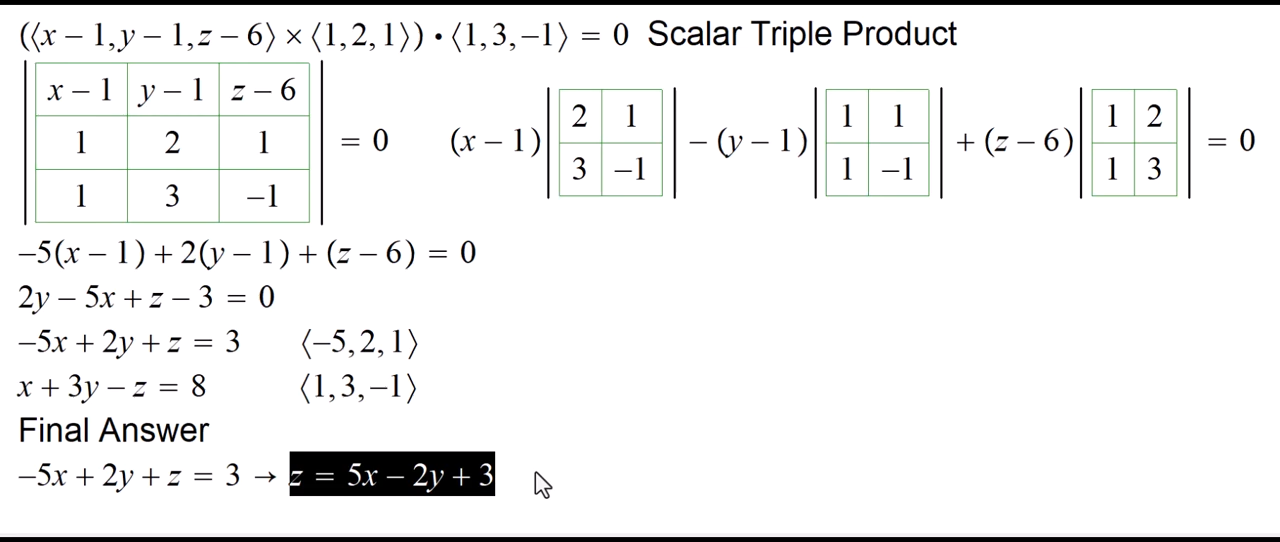 (⟨x − 1, y − 1, z − 6⟩ × ⟨1, 2, 1⟩) • ⟨1, 3, −1⟩ = 0 Scalar Triple Product
| x − 1 y − 1 z − 6 |
| 1 2 1 | = 0
| 1 3 −1 |
(x − 1) | 2 1 | − (y − 1) | 1 1 | + (z − 6) | 1 2 | = 0
| 3 −1 | | 1 −1 | | 1 3 |
−5(x − 1) + 2(y − 1) + (z − 6) = 0
2y − 5x + z − 3 = 0
−5x + 2y + z = 3 ⟨−5, 2, 1⟩
x + 3y − z = 8 ⟨1, 3, −1⟩
Final Answer
−5x + 2y + z = 3 → z = 5x − 2y + 3